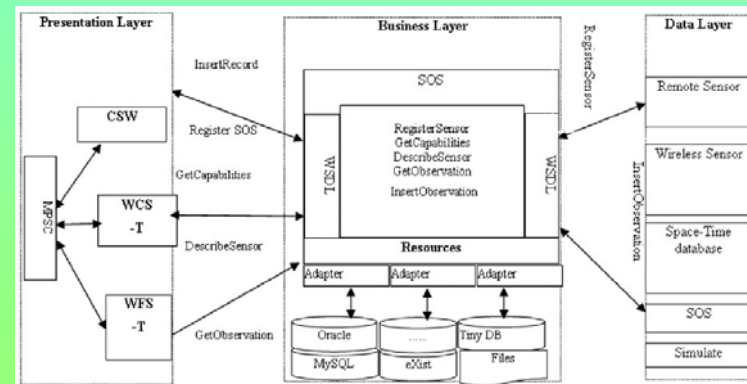 Presentation Layer
Business Layer
Data Layer
InsertRecord
RegisterSensor
SOS
Remote Sensor
CSW
Register SOS
RegisterSensor
GetCapabilities
DescribeSensor
GetObservation
InsertObservation
WSDL
WSDL
Wireless Sensor
InsertObservation
GetCapabilities
MPSC
WCS
-T
DescribeSensor
Resources
Space-Time
database
Adapter
Adapter
Adapter
WFS
-T
GetObservation
Oracle
......
Tiny DB
SOS
MySQL
eXist
Files
Simulate